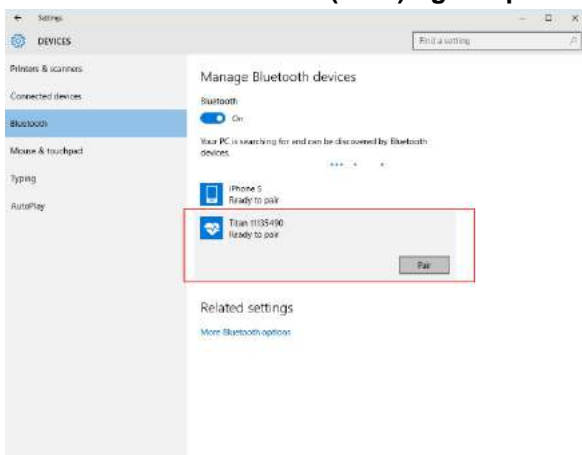 Settings
DEVICES
Find a setting
Printers & scanners
Connected devices
Bluetooth
Mouse & touchpad
Typing
AutoPlay
Manage Bluetooth devices
Bluetooth
On
Your PC is searching for and can be discovered by Bluetooth
devices.
iPhone 5
Ready to pair
Titan 11135490
Ready to pair
Pair
Related settings
More Bluetooth options